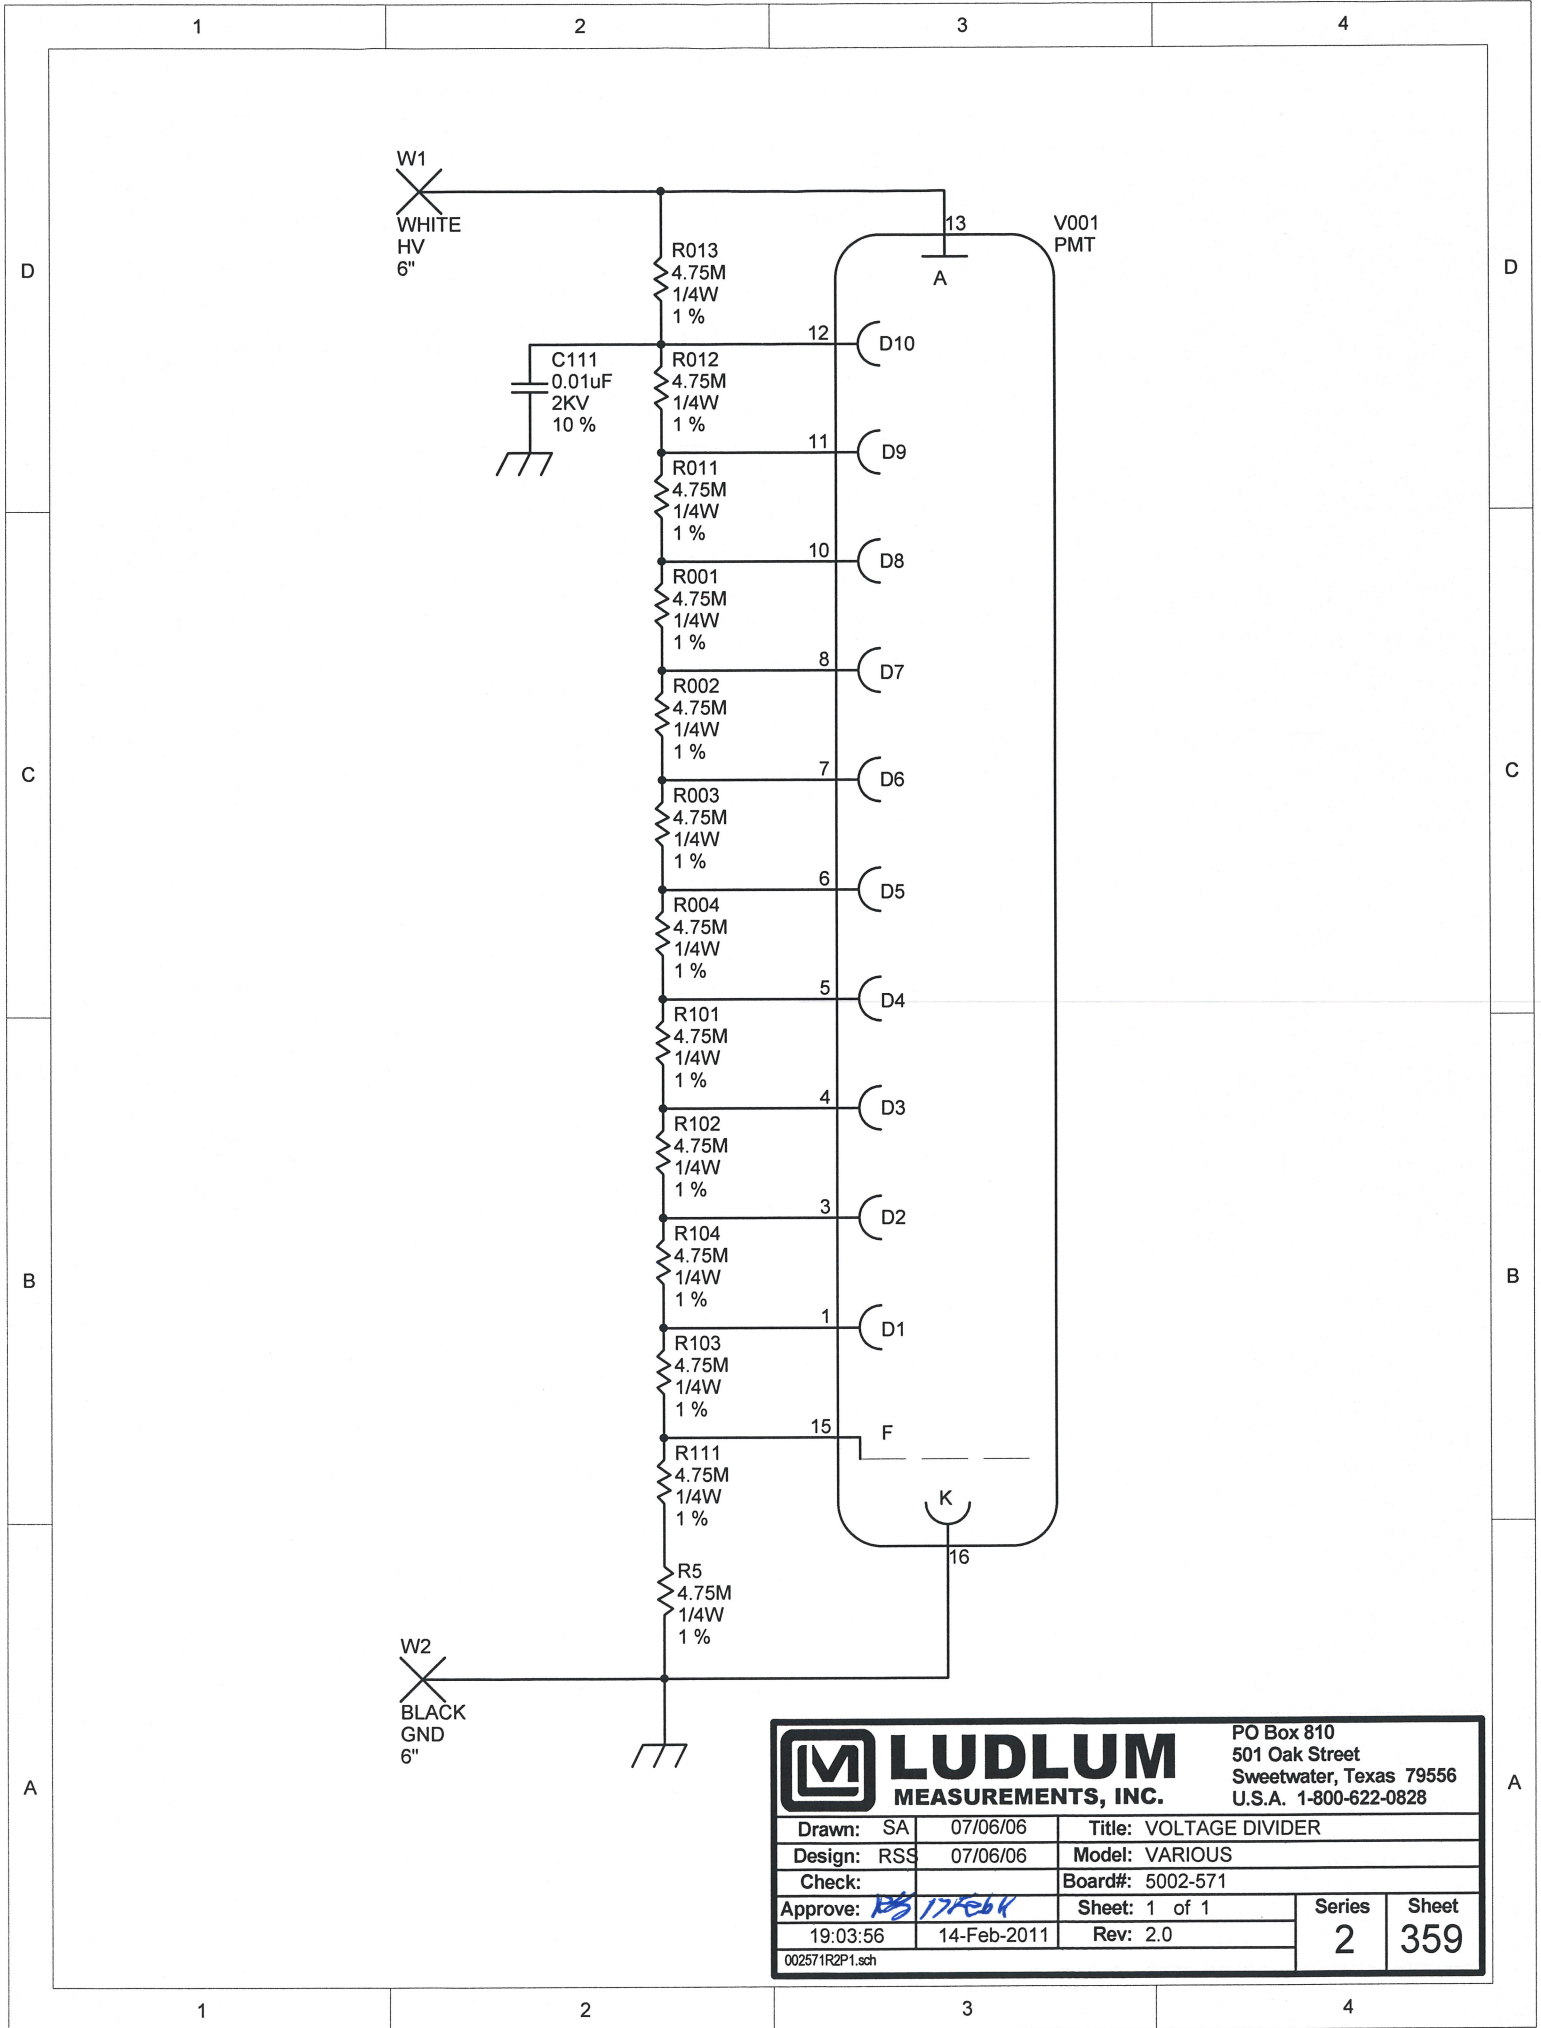 1 2 3 4
W1
WHITE
HV
6"
13
V001
PMT
A
D
D
R013
4.75M
1/4W
1 %
12
D10
C111
0.01uF
2KV
10 %
R012
4.75M
1/4W
1 %
11
D9
R011
4.75M
1/4W
1 %
10
D8
R001
4.75M
1/4W
1 %
8
D7
R002
4.75M
1/4W
1 %
C
C
7
D6
R003
4.75M
1/4W
1 %
6
D5
R004
4.75M
1/4W
1 %
5
D4
R101
4.75M
1/4W
1 %
4
D3
R102
4.75M
1/4W
1 %
3
D2
R104
4.75M
1/4W
1 %
B
B
1
D1
R103
4.75M
1/4W
1 %
15
F
R111
4.75M
1/4W
1 %
K
16
R5
4.75M
1/4W
1 %
W2
BLACK
GND
6"
A
A
LM
LUDLUM
MEASUREMENTS, INC.
PO Box 810
501 Oak Street
Sweetwater, Texas 79556
U.S.A. 1-800-622-0828
Drawn: SA 07/06/06 Title: VOLTAGE DIVIDER
Design: RSS 07/06/06 Model: VARIOUS
Check: Board#: 5002-571
Approve: 17 Feb 11 Sheet: 1 of 1
19:03:56 14-Feb-2011 Rev: 2.0
Series
2
Sheet
359
002571R2P1.sch
1 2 3 4